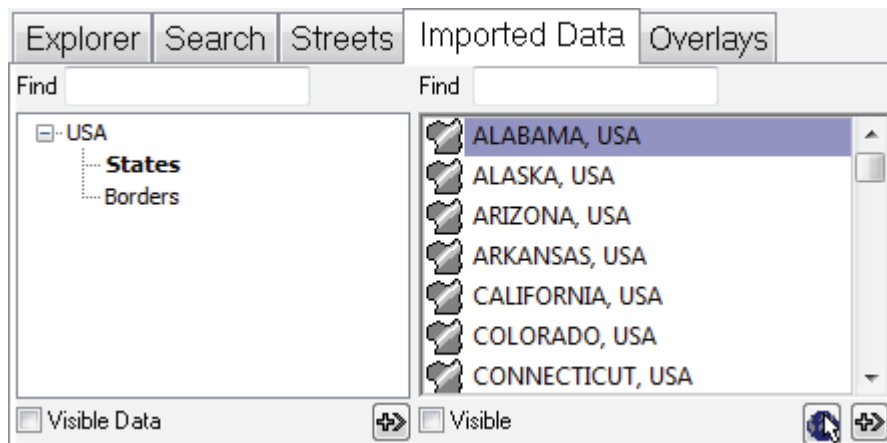 Explorer Search Streets Imported Data Overlays
Find
Find
USA
States
Borders
ALABAMA, USA
ALASKA, USA
ARIZONA, USA
ARKANSAS, USA
CALIFORNIA, USA
COLORADO, USA
CONNECTICUT, USA
Visible Data
Visible